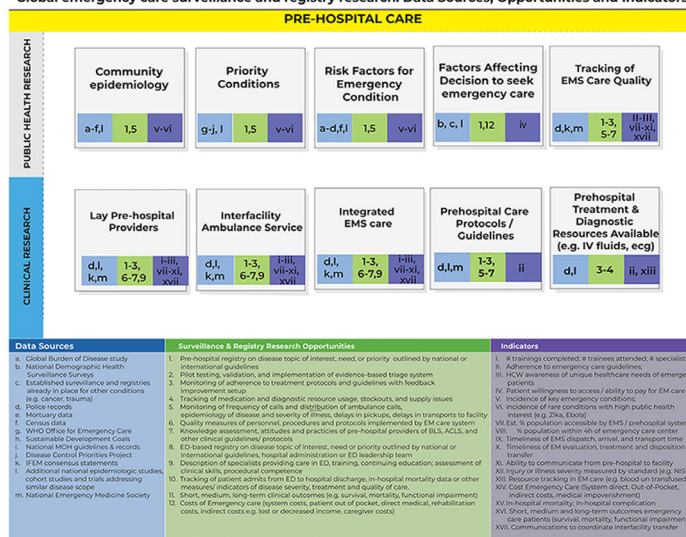 Global emergency care surveillance and registry research: Data Sources, Opportunities and Indicators
PRE-HOSPITAL CARE
PUBLIC HEALTH RESEARCH
Community
epidemiology
a-f,l
1,5
v-vi
Priority
Conditions
g-j, l
1,5
v-vi
Risk Factors for
Emergency
Condition
a-d,f,l
1,5
v-vi
Factors Affecting
Decision to seek
emergency care
b, c, l
1,12
iv
Tracking of
EMS Care Quality
d,k,m
1-3,
5-7
II-III,
vii-xi,
xvii
CLINICAL RESEARCH
Lay Pre-hospital
Providers
d,l,
k,m
1-3,
6-7,9
i-iii,
vii-xi,
xvii
Interfacility
Ambulance Service
d,l,
k,m
1-3,
6-7,9
i-iii,
vii-xi,
xvii
Integrated
EMS care
d,l,
k,m
1-3,
6-7,9
i-iii,
vii-xi,
xvii
Prehospital Care
Protocols /
Guidelines
d,l,m
1-3,
5-7
ii
Prehospital
Treatment &
Diagnostic
Resources Available
(e.g. IV fluids, ecg)
d,l
3-4
ii, xiii
Data Sources
a. Global Burden of Disease study
b. National Demographic Health
Surveillance Surveys
c. Established surevillance and registries
already in place for other conditions
(e.g. cancer, trauma)
d. Police records
e. Mortuary data
f. Census data
g. WHO Office for Emergency Care
h. Sustainable Development Goals
i. National MOH guidelines & records
j. Disease Control Priorities Project
k. IFEM consensus statements
l. Additional national epidemiologic studies,
cohort studies and trials addressing
similar disease scope
m. National Emergency Medicine Society
Surveillance & Registry Research Opportunities
1. Pre-hospital registry on disease topic of interest, need, or priority outlined by national or
international guidelines
2. Pilot testing, validation, and implementation of evidence-based triage system
3. Monitoring of adherence to treatment protocols and guidelines with feedback
improvement setup
4. Tracking of medication and diagnostic resource usage, stockouts, and supply issues
5. Monitoring of frequency of calls and distribution of ambulance calls,
epidemiology of disease and severity of illness, delays in pickups, delays in transports to facility
6. Quality measures of personnel, procedures and protocols implemented by EM care system
7. Knowledge assessment, attitudes and practicies of pre-hospital providers of BLS, ACLS, and
other clinical guidelines/ protocols
8. ED-based registry on disease topic of interest, need or priority outlined by national or
international guidelines, hospital administration or ED leadership team
9. Description of specialists providing care in ED, training, continuing education; assessment of
clinical skills, procedural competence
10. Tracking of patient from ED to hospital discharge, in-hospital mortality data or other
measures/ indicators of disease severity, treatment and quality of care.
11. Short, medium, long-term clinical outcomes (e.g. survival, mortality, functional impairment)
12. Costs of Emergency care (system costs, patient out of pocket, direct medical, rehabilitation
costs, indirect costs e.g. lost or decreased income, caregiver costs)
Indicators
I. # trainings completed; # trainees attended; # specialist
II. Adherence to emergency care guidelines;
III. HCW awareness of unique healthcare needs of emerge
patients
IV. Patient willingness to access / ability to pay for EM care
V. Incidence of key emergency conditions;
VI. incidence of rare conditions with high public health
interest (e.g. Zika, Ebola)
VII. Est. % population accessible by EMS / prehospital system
VIII. % population within 4h of emergency care center
IX. Timeliness of EMS dispatch, arrival, and transport time
X. Timeliness of EM evaluation, treatment and disposition
transfer
XI. Ability to communicate from pre-hospital to facility
XII. Injury or illness severity measured by standard (e.g. NIS
XIII. Resource tracking in EM care (e.g. blood un transfused
XIV. Cost Emergency Care (System direct, Out-of-Pocket,
indirect costs, medical impoverishment)
XV. In-hospital mortality; In-hospital complication
XVI. Short, medium and long-term outcomes emergency
care patients (survival, mortality, functional impairmen
XVII. Communications to coordinate interfacility transfer